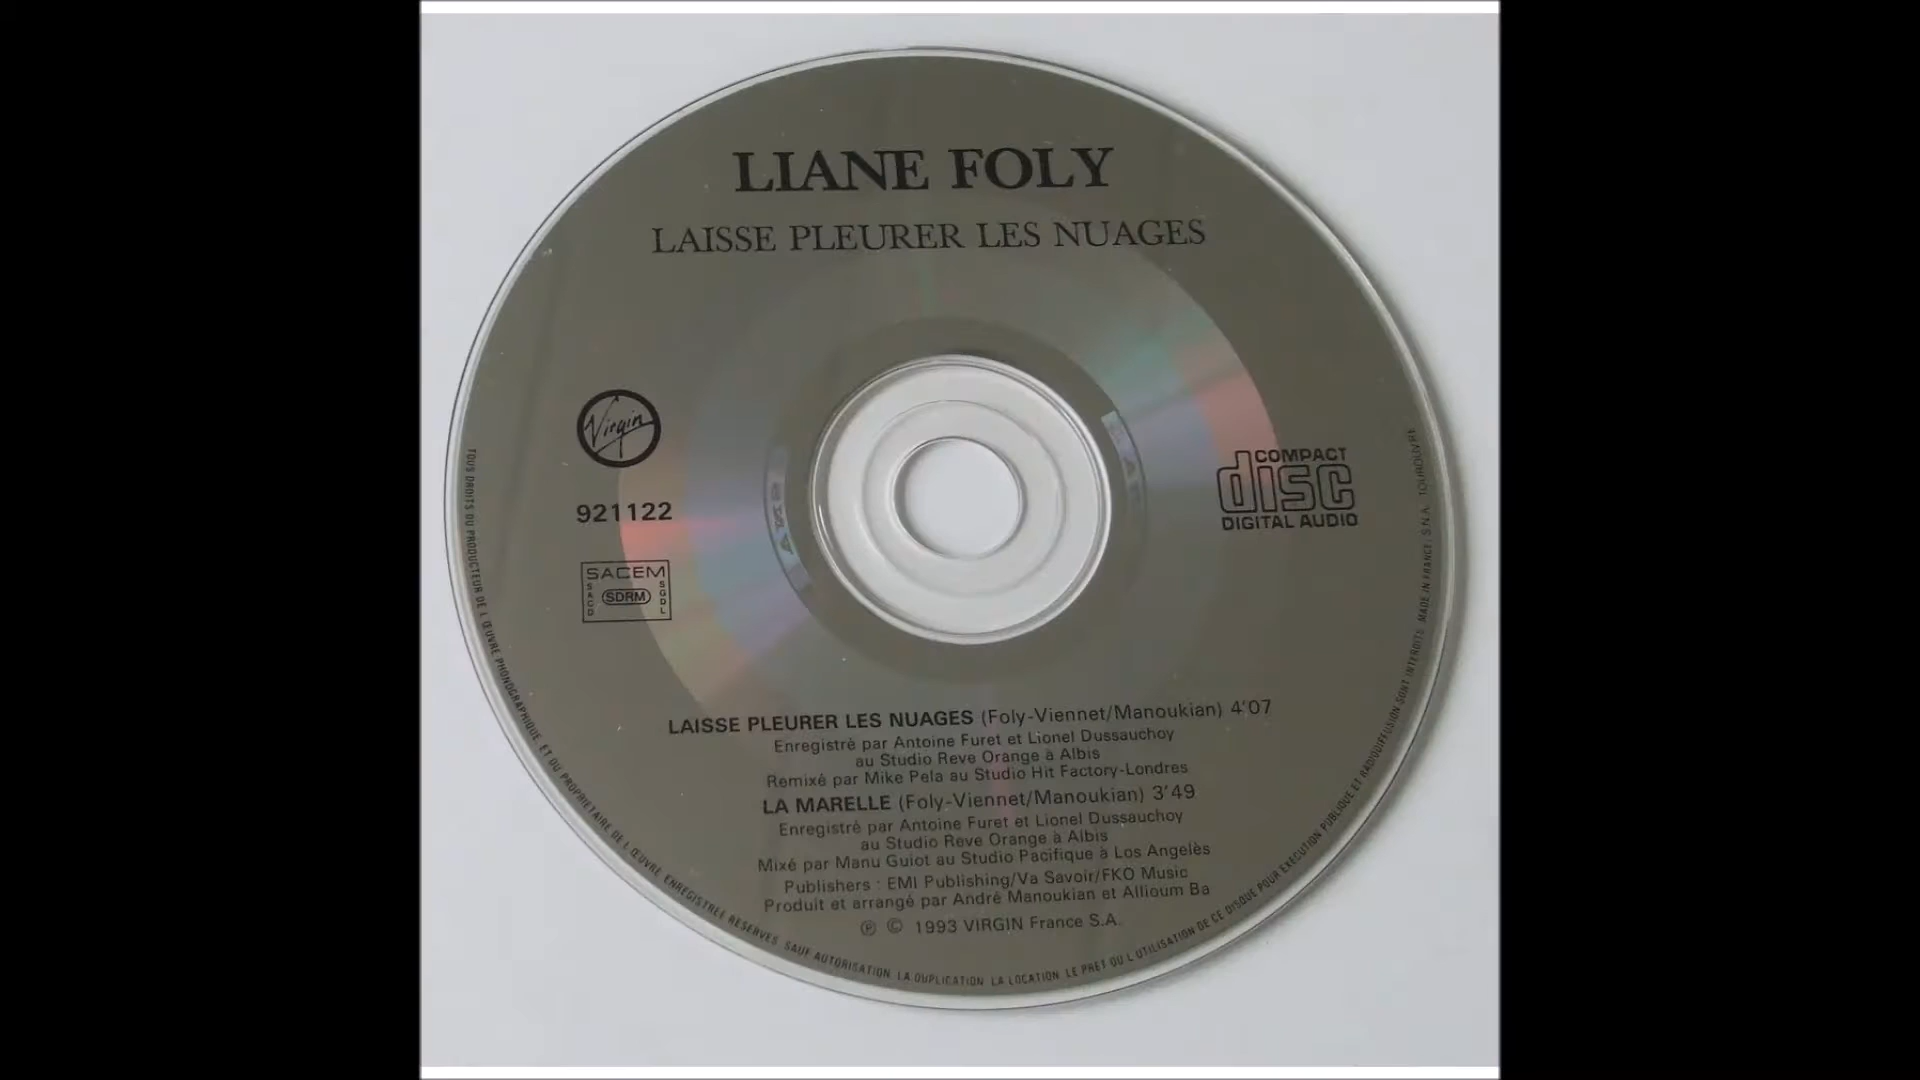 LIANE FOLY
LAISSE PLEURER LES NUAGES
Virgin
921122
SACEM
SACD
SDRM
SGDL
COMPACT
disc
DIGITAL AUDIO
LAISSE PLEURER LES NUAGES (Foly-Viennet/Manoukian) 4'07
Enregistrè par Antoine Furet et Lionel Dussauchoy
au Studio Reve Orange à Albis
Remixé par Mike Pela au Studio Hit Factory-Londres
LA MARELLE (Foly-Viennet/Manoukian) 3'49
Enregistré par Antoine Furet et Lionel Dussauchoy
au Studio Reve Orange à Albis
Mixé par Manu Guiot au Studio Pacifique à Los Angelès
Publishers : EMI Publishing/Va Savoir/FKO Music
Produit et arrangé par André Manoukian et Allioum Ba
℗ © 1993 VIRGIN France S.A.
TOUS DROITS DU PRODUCTEUR DE L ŒUVRE PHONOGRAPHIQUE ET DU PROPRIETAIRE DE L ŒUVRE ENREGISTREE RESERVES SAUF AUTORISATION LA DUPLICATION LA LOCATION LE PRET OU L UTILISATION DE CE DISQUE POUR EXECUTION PUBLIQUE ET RADIODIFFUSION SONT INTERDITS MADE IN FRANCE S.N.A. TOUROUVRE